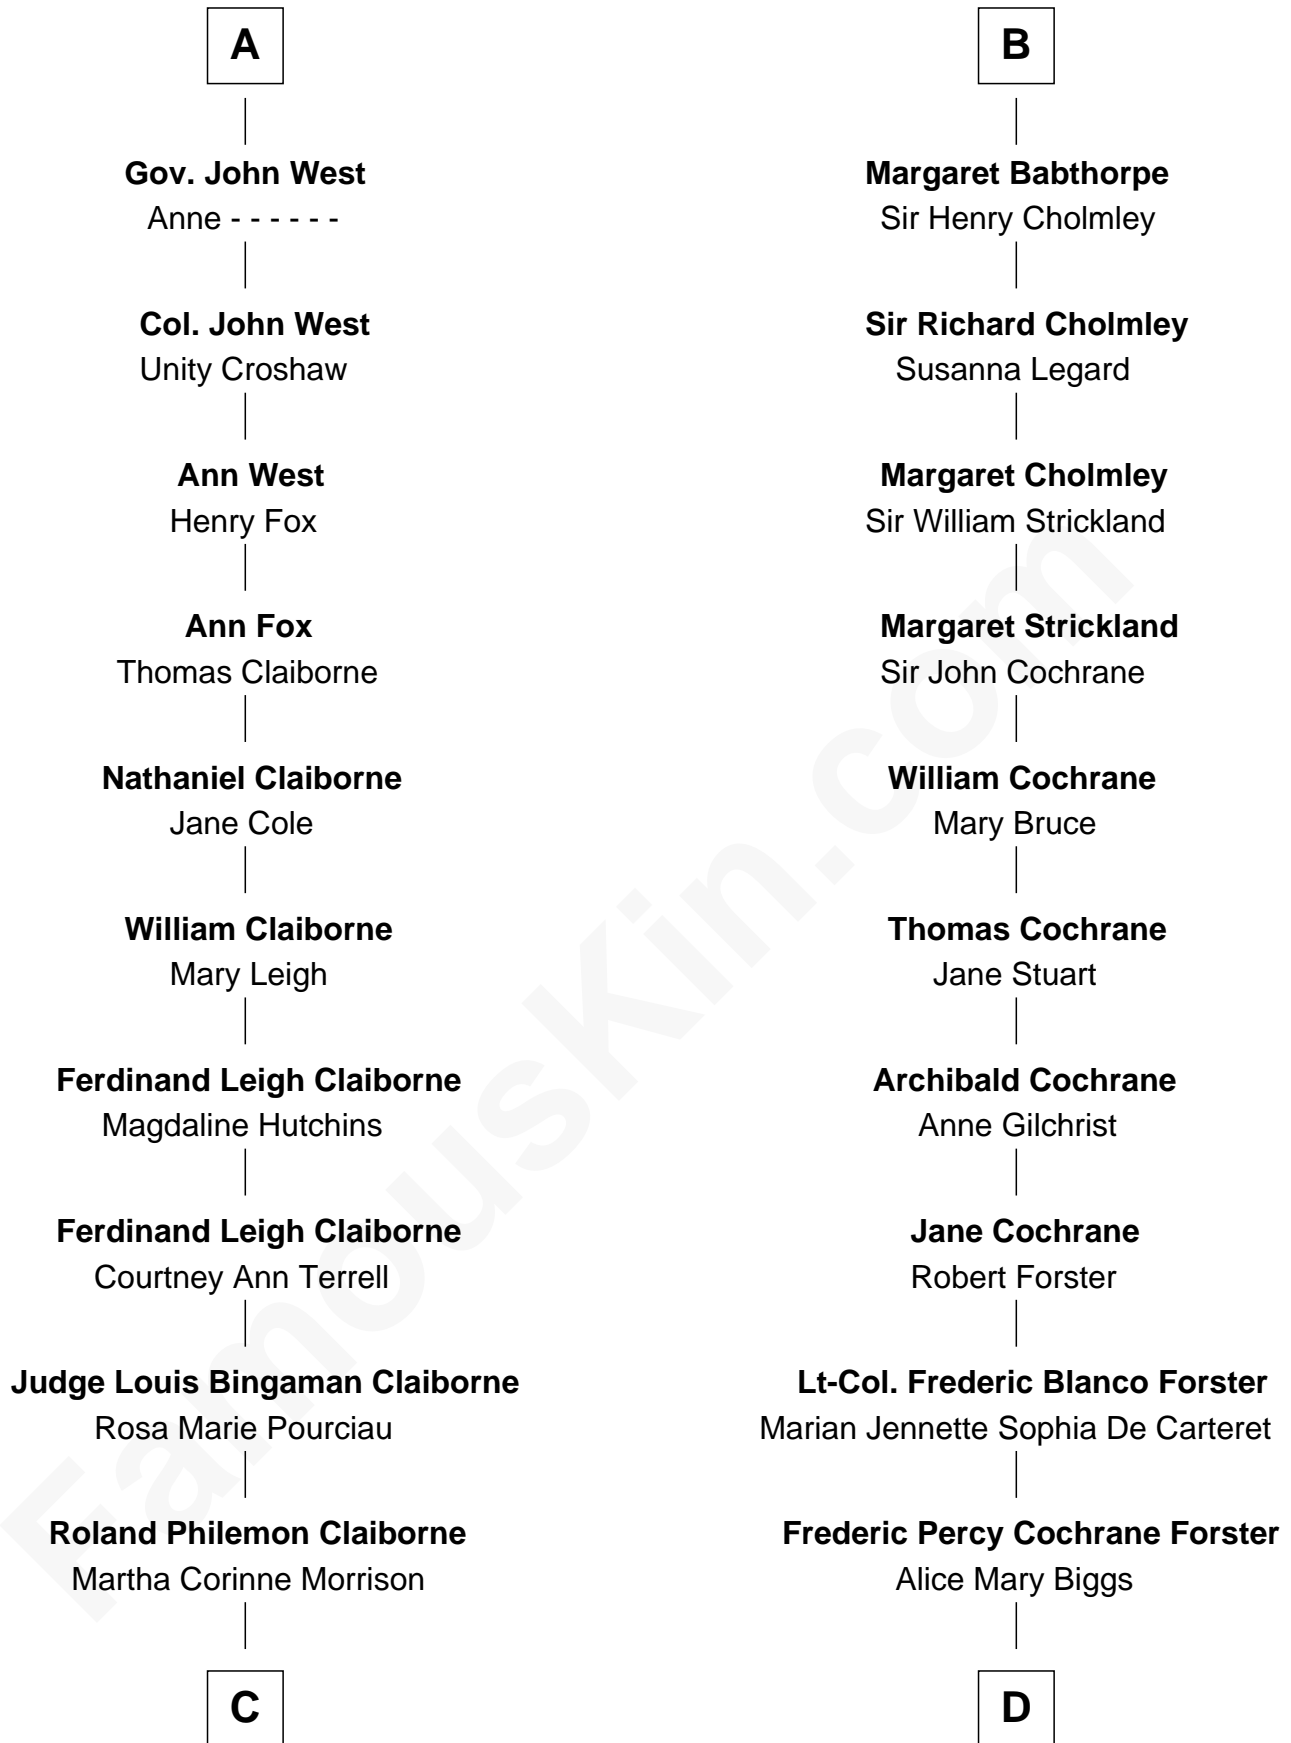 A
Gov. John West
Anne - - - - - -
Col. John West
Unity Croshaw
Ann West
Henry Fox
Ann Fox
Thomas Claiborne
Nathaniel Claiborne
Jane Cole
William Claiborne
Mary Leigh
Ferdinand Leigh Claiborne
Magdaline Hutchins
Ferdinand Leigh Claiborne
Courtney Ann Terrell
Judge Louis Bingaman Claiborne
Rosa Marie Pourciau
Roland Philemon Claiborne
Martha Corinne Morrison
C
B
Margaret Babthorpe
Sir Henry Cholmley
Sir Richard Cholmley
Susanna Legard
Margaret Cholmley
Sir William Strickland
Margaret Strickland
Sir John Cochrane
William Cochrane
Mary Bruce
Thomas Cochrane
Jane Stuart
Archibald Cochrane
Anne Gilchrist
Jane Cochrane
Robert Forster
Lt-Col. Frederic Blanco Forster
Marian Jennette Sophia De Carteret
Frederic Percy Cochrane Forster
Alice Mary Biggs
D
FamousKin.com